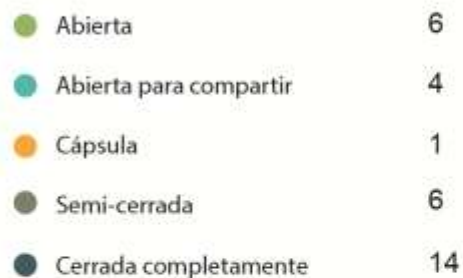 Abierta 6
Abierta para compartir 4
Cápsula 1
Semi-cerrada 6
Cerrada completamente 14